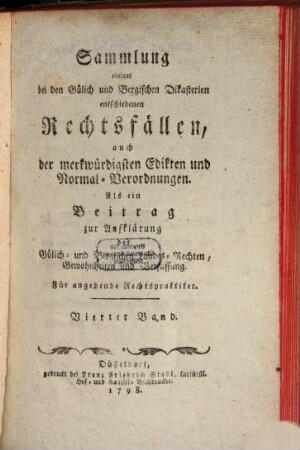 Sammlung
einiger
bei den Gülich und Bergischen Dikasterien
entschiedenen
Rechtsfällen,
auch
der merkwürdigsten Edikten und
Normal-Verordnungen.
Als ein
Beitrag
zur Aufklärung
der
Gülich- und Bergischen Landes-Rechten,
Gewohnheiten und Verfassung.
Für angehende Rechtspraktiker.
Vierter Band.
Düßeldorf,
gedruckt bei Franz Friedrich Stahl, kurfürstl.
Hof- und Kanzlei-Buchdrucker.
1798.